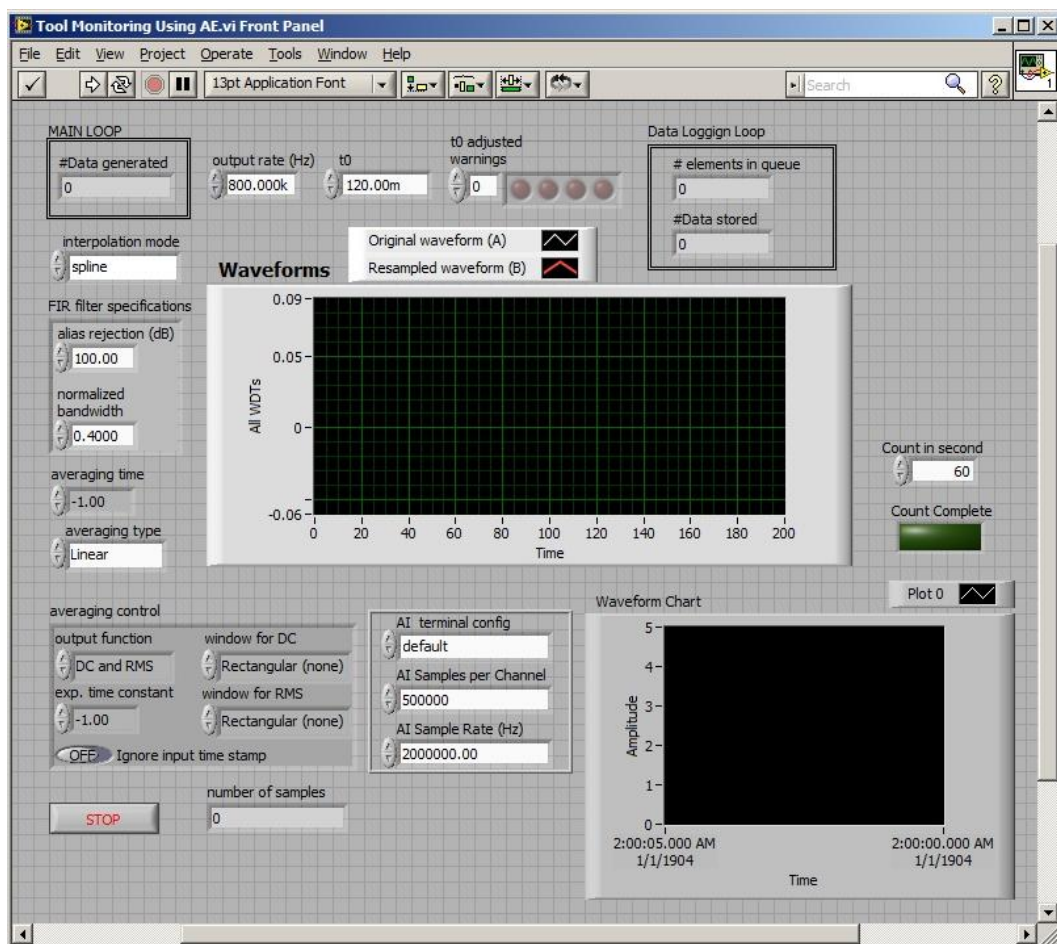 Tool Monitoring Using AE.vi Front Panel
File Edit View Project Operate Tools Window Help
13pt Application Font
Search
?
1
MAIN LOOP
#Data generated
0
output rate (Hz)
800.000k
t0
120.00m
t0 adjusted
warnings
0
Data Loggign Loop
# elements in queue
0
#Data stored
0
interpolation mode
spline
Waveforms
Original waveform (A)
Resampled waveform (B)
FIR filter specifications
alias rejection (dB)
100.00
normalized
bandwidth
0.4000
averaging time
-1.00
averaging type
Linear
All WDTs
0.09
0.05
0
-0.06
0 20 40 60 80 100 120 140 160 180 200
Time
Count in second
60
Count Complete
averaging control
output function
DC and RMS
window for DC
Rectangular (none)
exp. time constant
-1.00
window for RMS
Rectangular (none)
OFF Ignore input time stamp
AI terminal config
default
AI Samples per Channel
500000
AI Sample Rate (Hz)
2000000.00
STOP
number of samples
0
Waveform Chart
Plot 0
Amplitude
5
4
3
2
1
0
2:00:05.000 AM 2:00:00.000 AM
1/1/1904 1/1/1904
Time